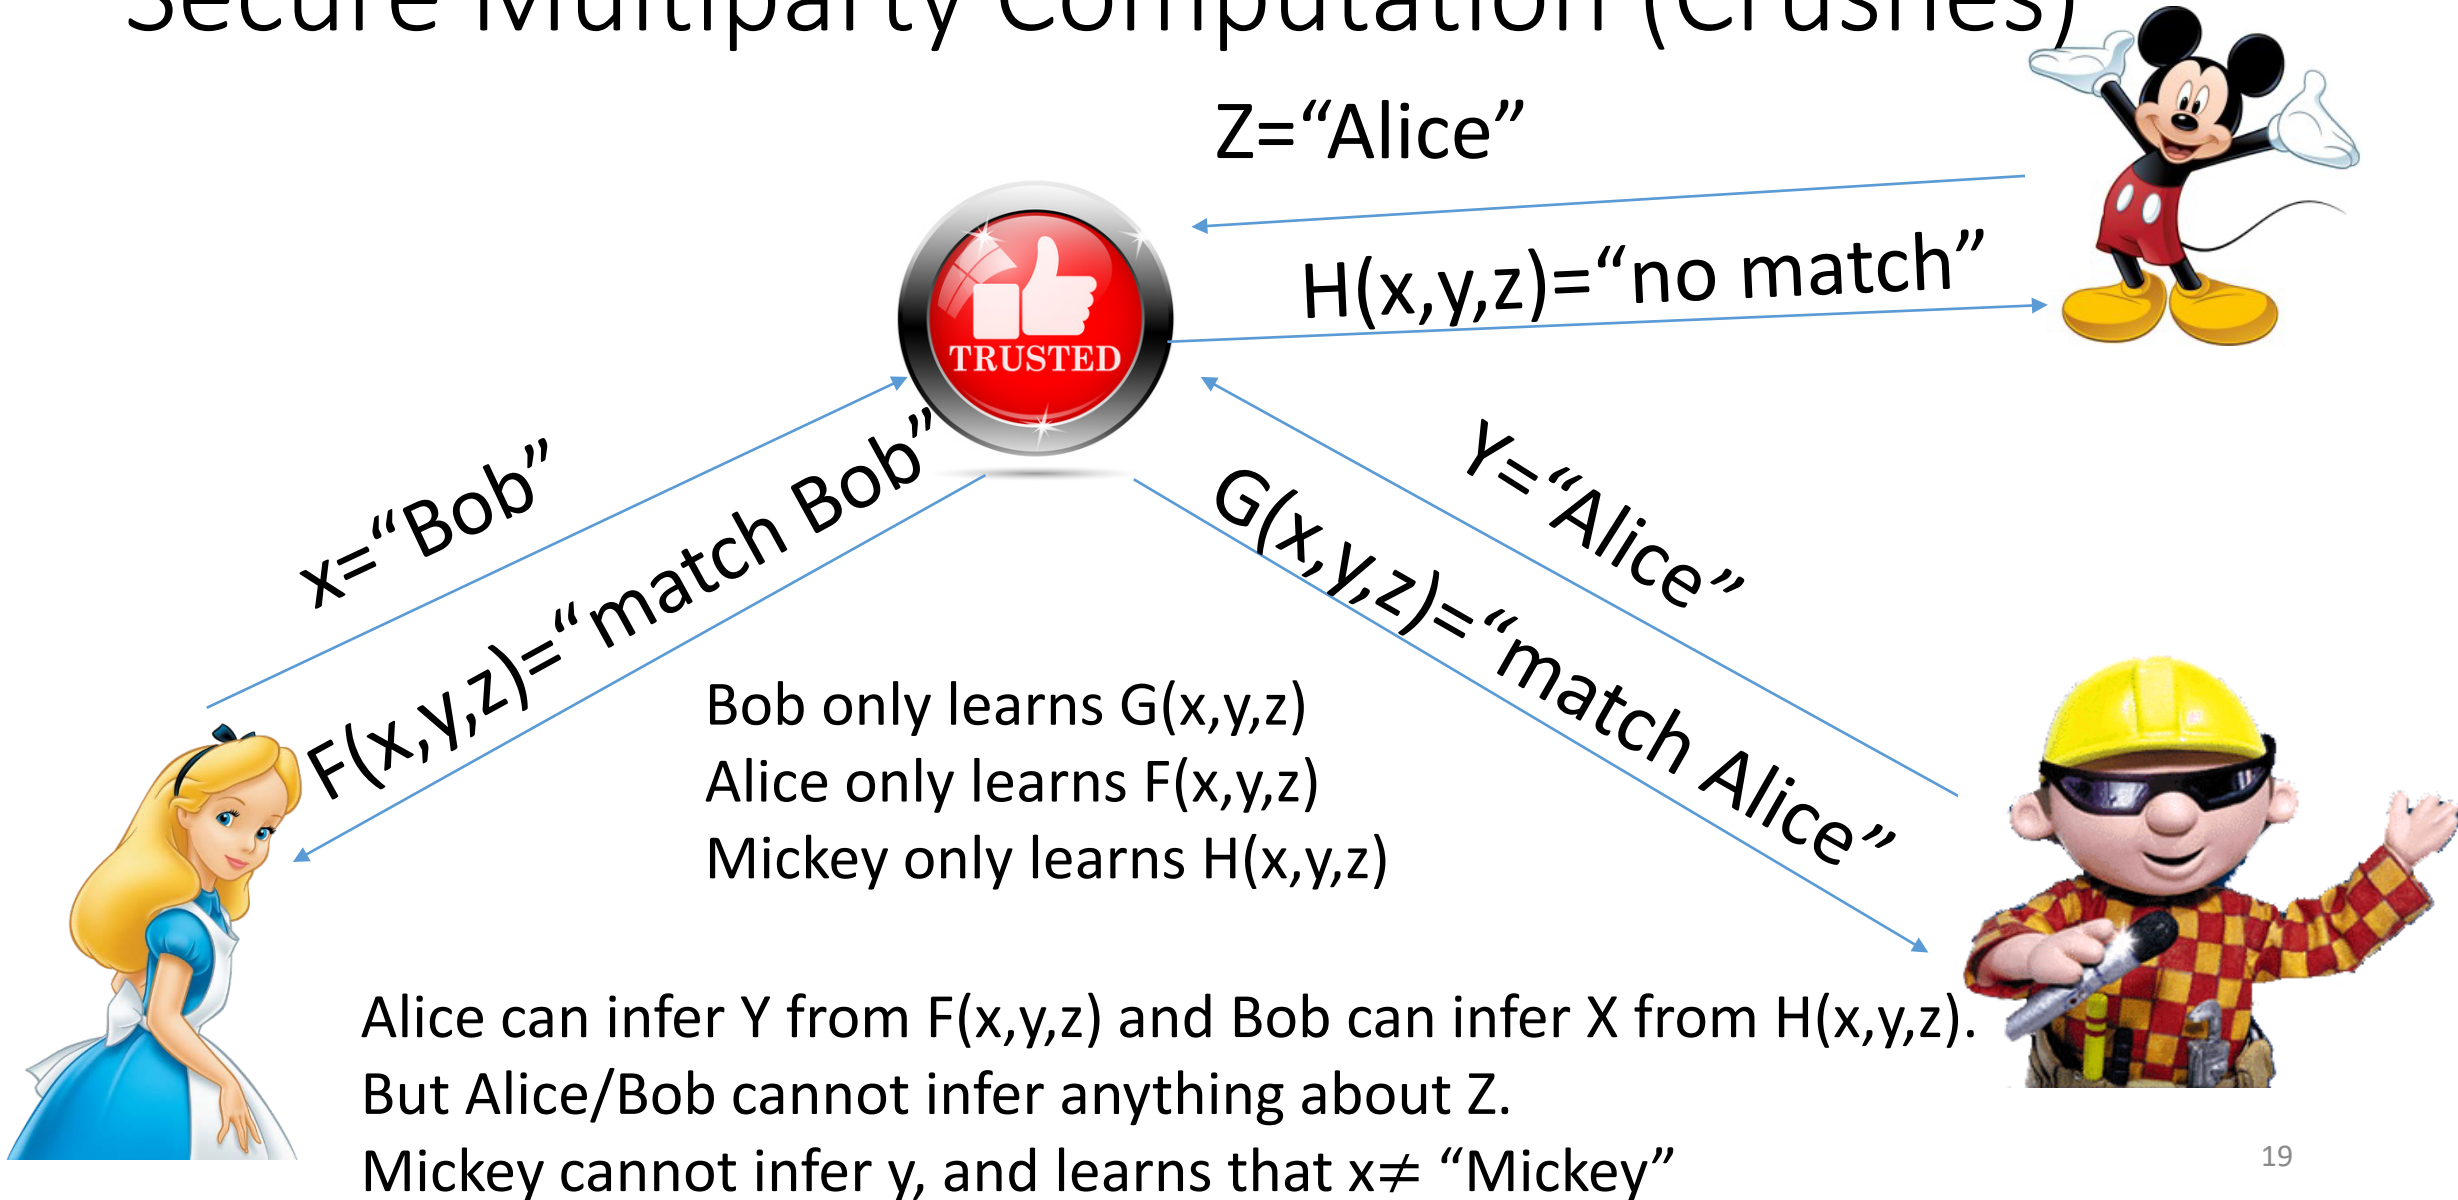 Secure Multiparty Computation (Crushes)
Z=“Alice”
H(x,y,z)=“no match”
TRUSTED
x=“Bob”
F(x,y,z)=“match Bob”
Y=“Alice”
G(x,y,z)=“match Alice”
Bob only learns G(x,y,z)
Alice only learns F(x,y,z)
Mickey only learns H(x,y,z)
Alice can infer Y from F(x,y,z) and Bob can infer X from H(x,y,z).
But Alice/Bob cannot infer anything about Z.
Mickey cannot infer y, and learns that x≠ “Mickey”
19